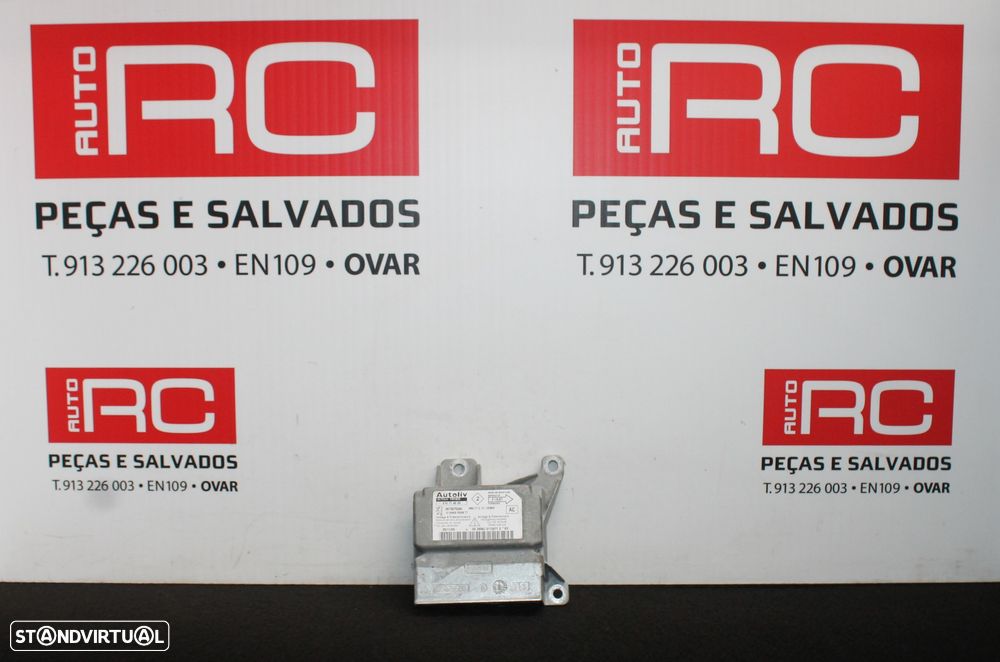 AUTO RC
PEÇAS E SALVADOS
T. 913 226 003 • EN109 • OVAR
AUTO RC
PEÇAS E SALVADOS
T. 913 226 003 • EN109 • OVAR
AUTO RC
PEÇAS E SALVADOS
T. 913 226 003 • EN109 • OVAR
AUTO RC
PEÇAS E SALVADOS
T. 913 226 003 • EN109 • OVAR
Autoliv
AC
STANDVIRTUAL